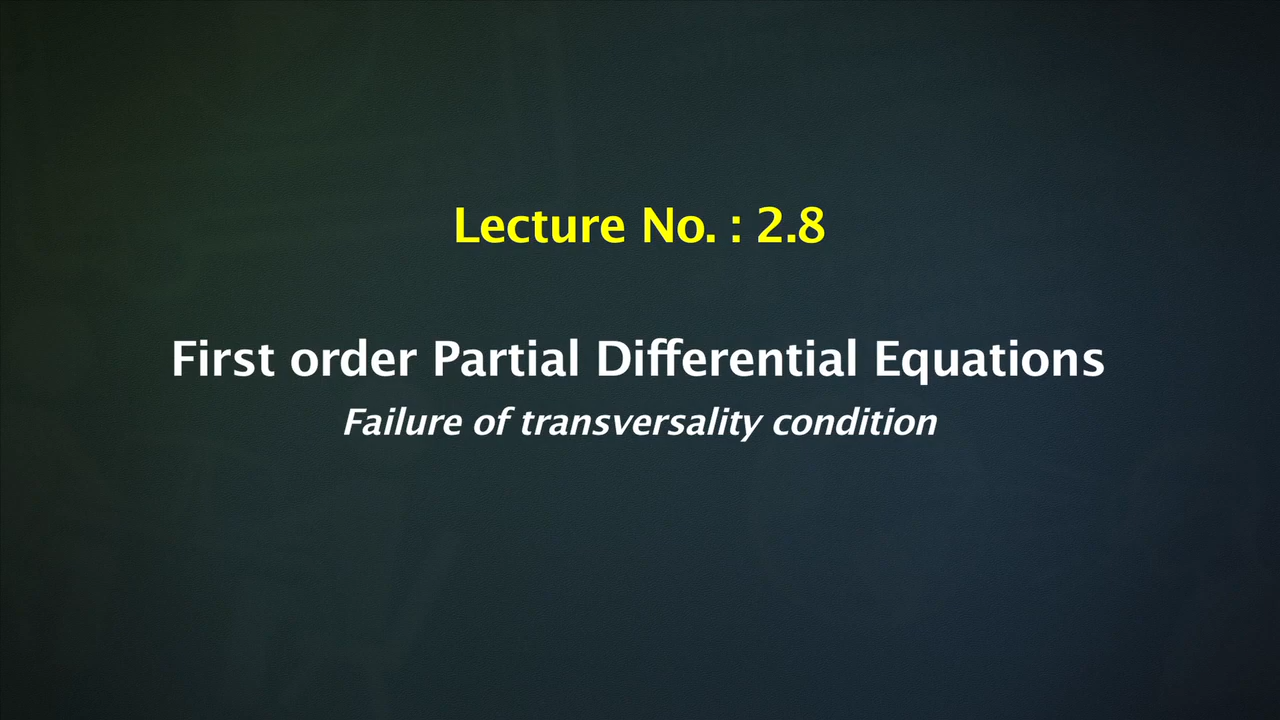 Lecture No. : 2.8
First order Partial Differential Equations
Failure of transversality condition